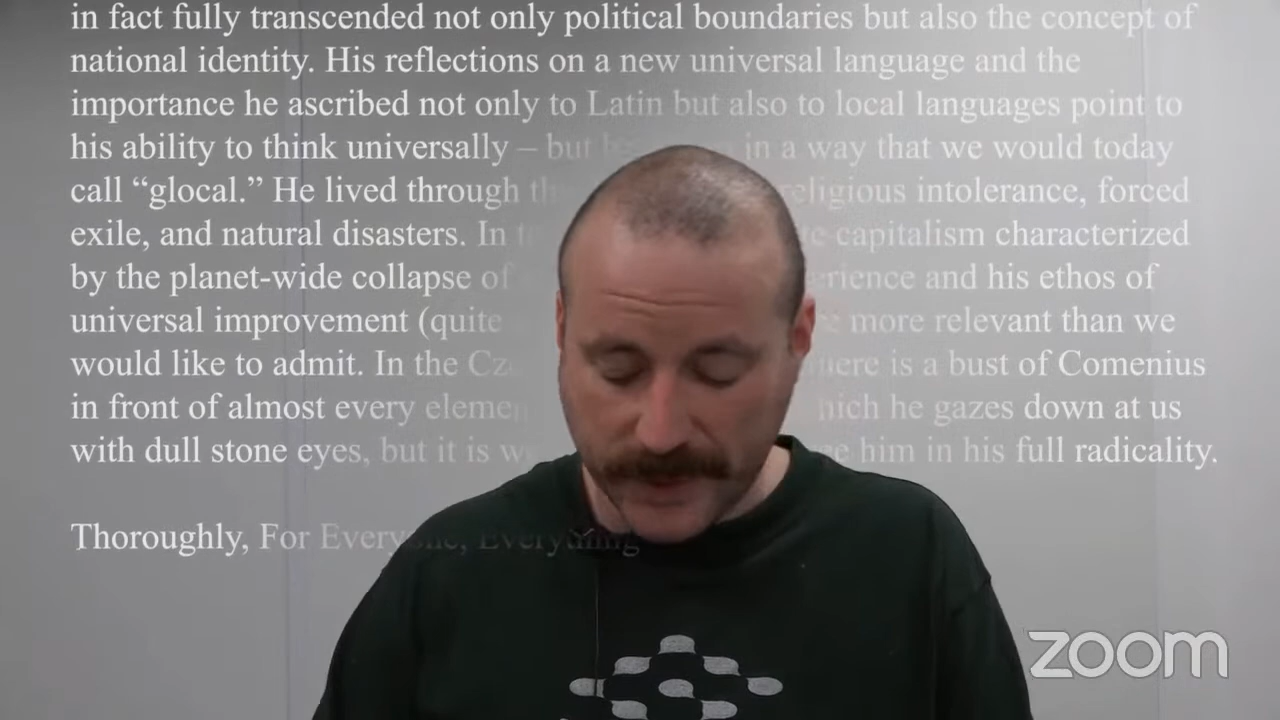 in fact fully transcended not only political boundaries but also the concept of
national identity. His reflections on a new universal language and the
importance he ascribed not only to Latin but also to local languages point to
his ability to think universally – but in a way that we would today
call “glocal.” He lived through religious intolerance, forced
exile, and natural disasters. In capitalism characterized
by the planet-wide collapse of and his ethos of
universal improvement (quite more relevant than we
would like to admit. In the is a bust of Comenius
in front of almost every he gazes down at us
with dull stone eyes, but it is him in his full radicality.
Thoroughly, For Everyone, Everything
zoom